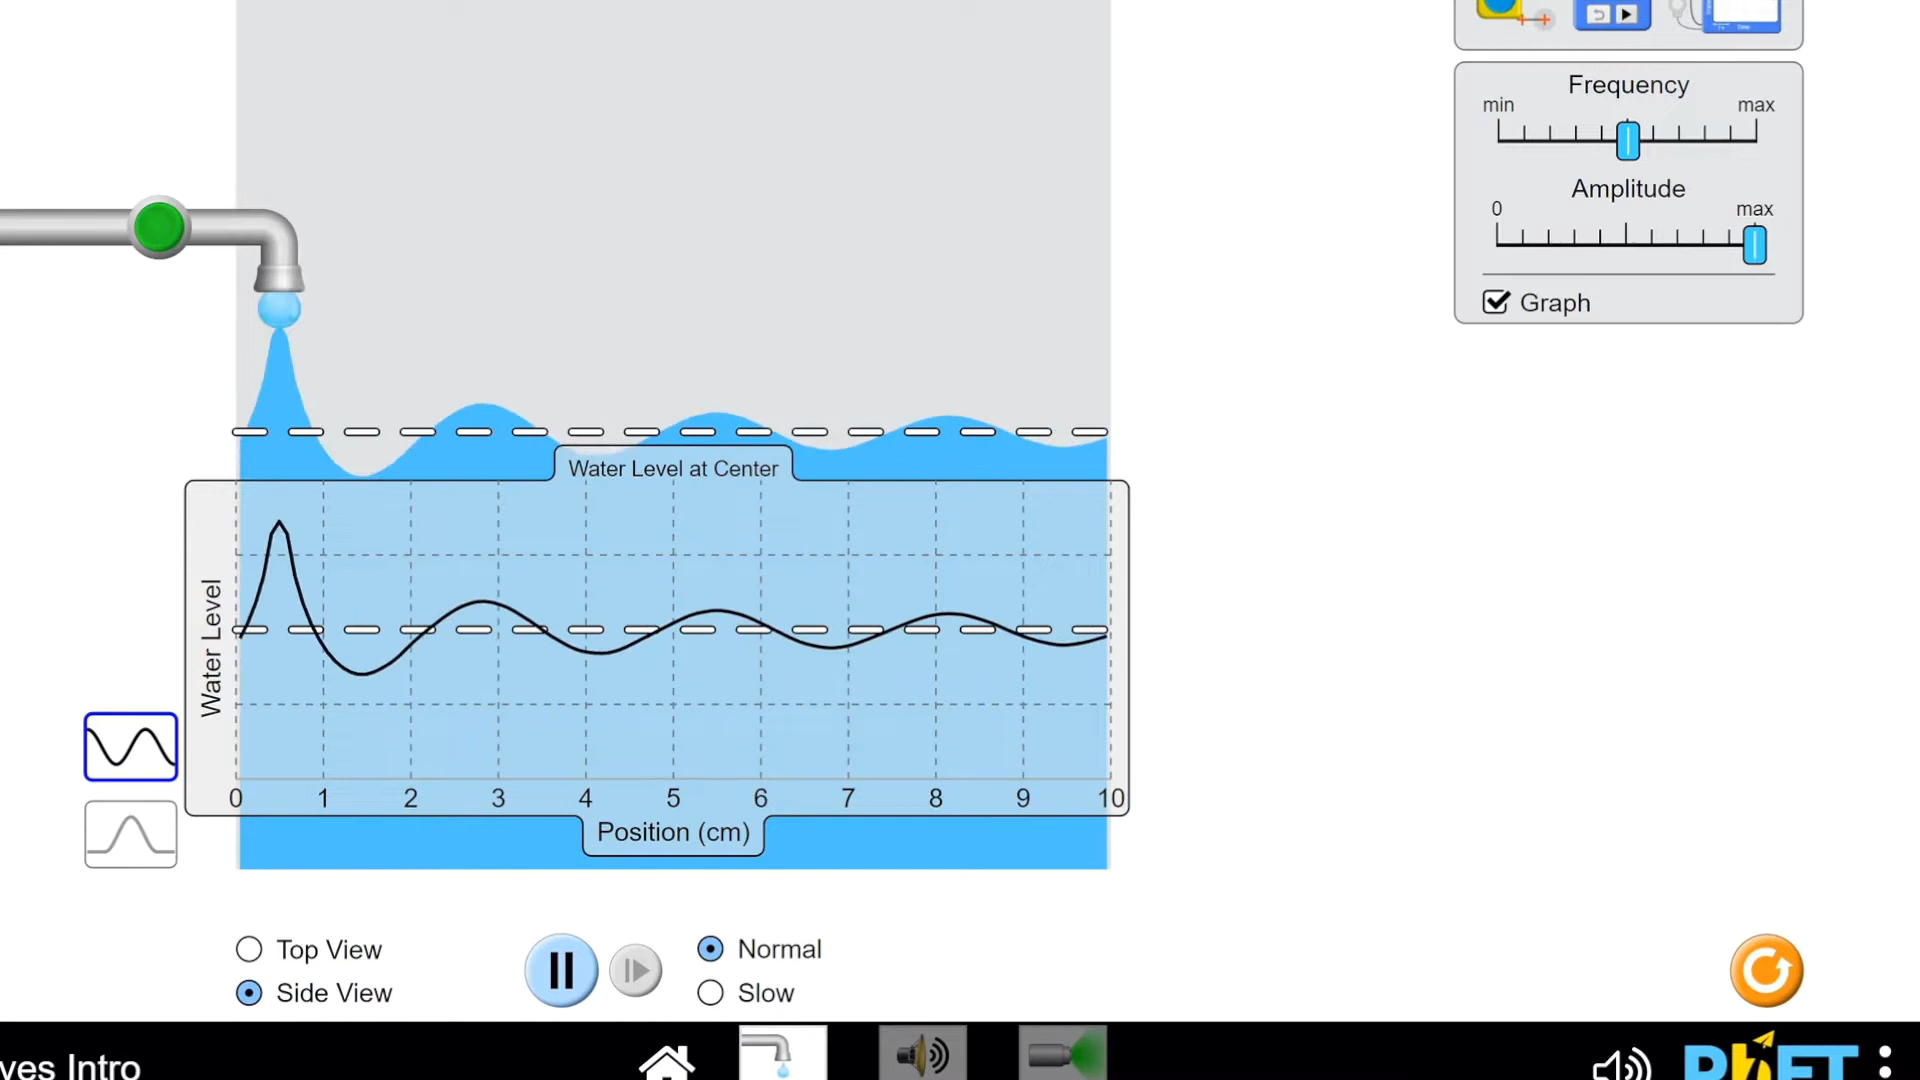 Frequency
min max
Amplitude
0 max
Graph
Water Level at Center
Water Level
0 1 2 3 4 5 6 7 8 9 10
Position (cm)
Top View
Side View
Normal
Slow
ves Intro
PhET